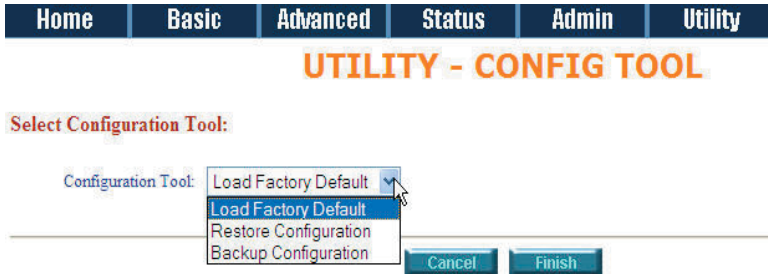 Home Basic Advanced Status Admin Utility
UTILITY - CONFIG TOOL
Select Configuration Tool:
Configuration Tool: Load Factory Default
Load Factory Default
Restore Configuration
Backup Configuration
Cancel Finish